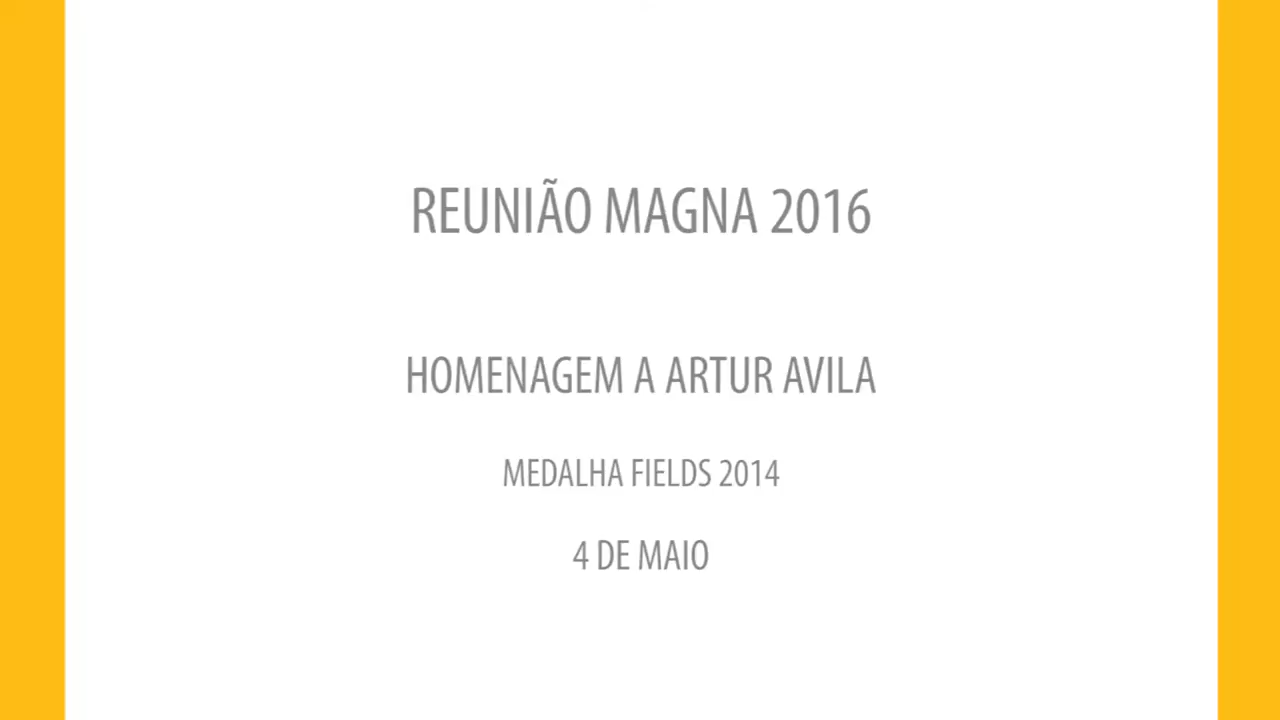 REUNIÃO MAGNA 2016
HOMENAGEM A ARTUR AVILA
MEDALHA FIELDS 2014
4 DE MAIO